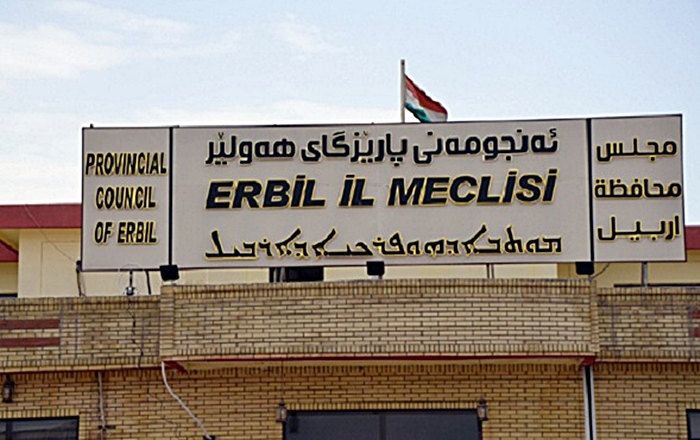 PROVINCIAL
COUNCIL
OF ERBIL
ئەنجومەنی پارێزگای هەولێر
ERBİL İL MECLİSİ
مجلس
محافظة
اربيل